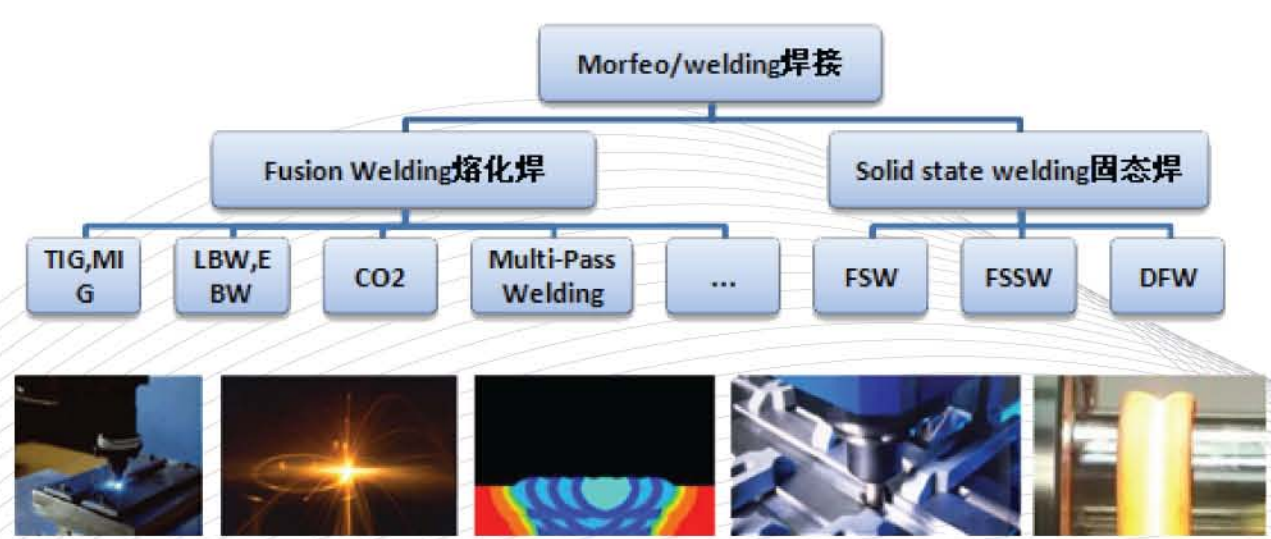 Morfeo/welding焊接
Fusion Welding熔化焊
Solid state welding固态焊
TIG,MI
G
LBW,E
BW
CO2
Multi-Pass
Welding
...
FSW
FSSW
DFW